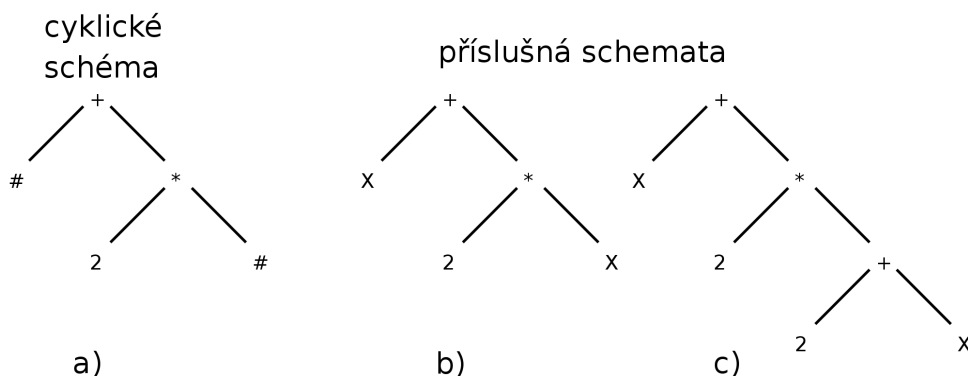 cyklické
schéma
příslušná schemata
+ + +
# * X * X *
2 # 2 X 2 +
2 X
a) b) c)